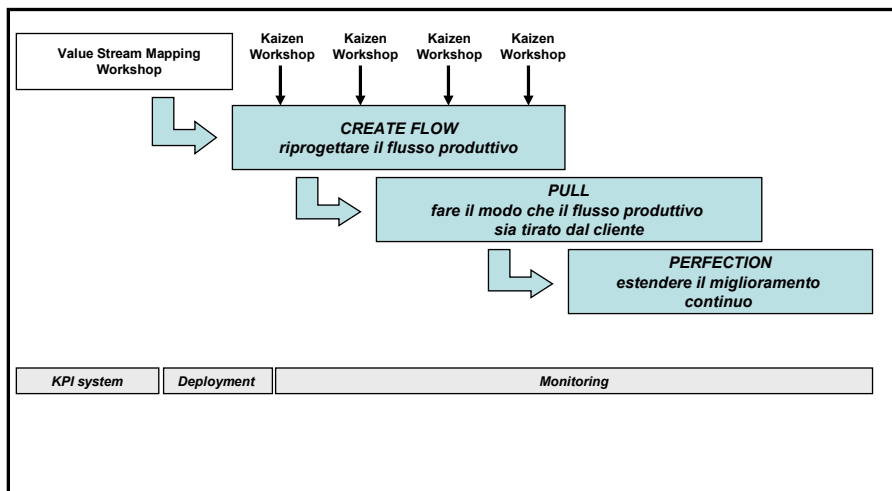 Value Stream Mapping
Workshop
Kaizen
Workshop
Kaizen
Workshop
Kaizen
Workshop
Kaizen
Workshop
CREATE FLOW
riprogettare il flusso produttivo
PULL
fare il modo che il flusso produttivo
sia tirato dal cliente
PERFECTION
estendere il miglioramento
continuo
KPI system
Deployment
Monitoring